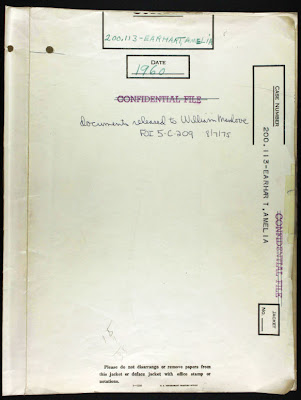 200.113-EARHART, AMELIA
DATE
1960
CONFIDENTIAL FILE
documents released to William
FOI 5-C-209 8/7/75
CASE NUMBER
200.113-EARHART, AMELIA
CONFIDENTIAL FILE
JACKET
NO.
Please do not disarrange or remove papers from
this jacket or deface jacket with office stamp or
notations.